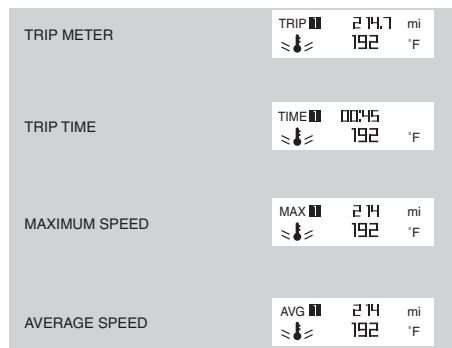 TRIP METER
TRIP 1 214.7 mi
192 °F
TRIP TIME
TIME 1 00:45
192 °F
MAXIMUM SPEED
MAX 1 214 mi
192 °F
AVERAGE SPEED
AVG 1 214 mi
192 °F